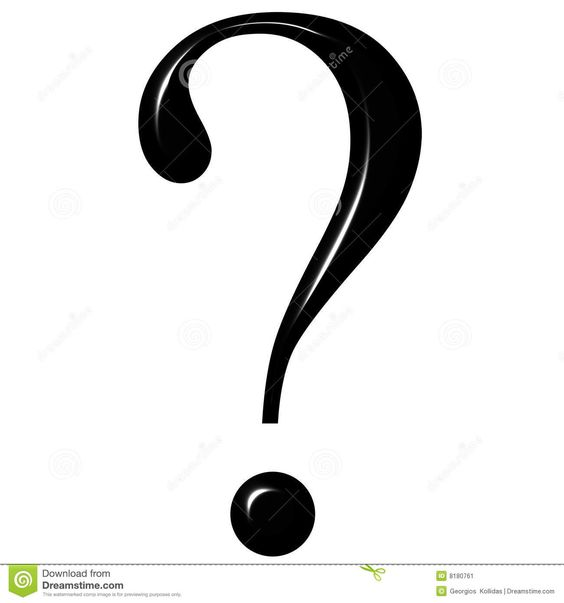 ?
dreamstime
Download from
Dreamstime.com
This watermarked comp image is for previewing purposes only.
ID 8180761
© Georgios Kollidas | Dreamstime.com